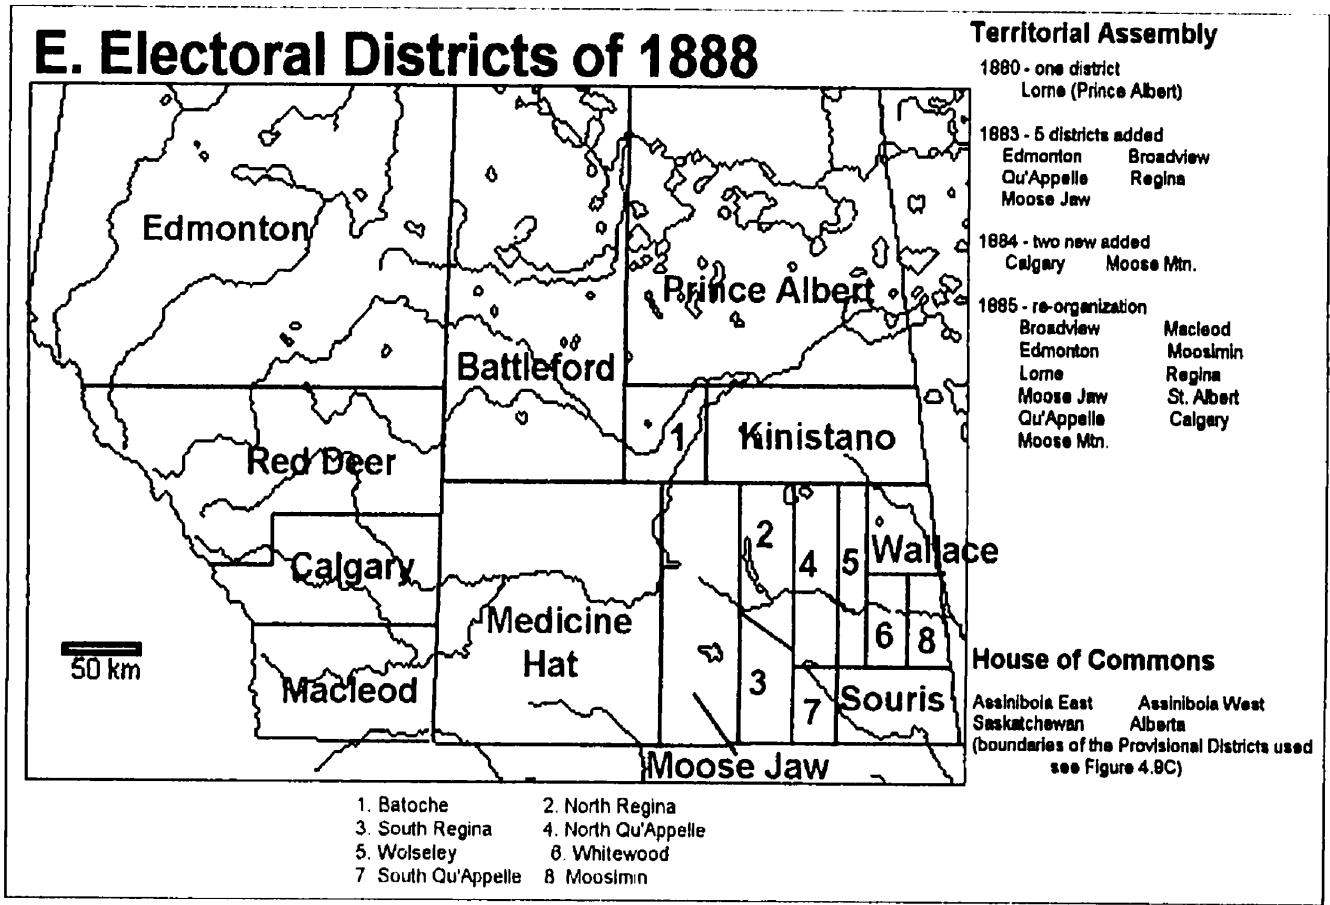 E. Electoral Districts of 1888
Edmonton
Prince Albert
Battleford
1
Kinistano
Red Deer
2
4
5
Wallace
Calgary
Medicine
Hat
6
8
3
7
Souris
Macleod
50 km
Moose Jaw
1. Batoche 2. North Regina
3. South Regina 4. North Qu'Appelle
5. Wolseley 6. Whitewood
7 South Qu'Appelle 8 Moosimin
Territorial Assembly
1880 - one district
Lorne (Prince Albert)
1883 - 5 districts added
Edmonton Broadview
Qu'Appelle Regina
Moose Jaw
1884 - two new added
Calgary Moose Mtn.
1885 - re-organization
Broadview Macleod
Edmonton Moosimin
Lorne Regina
Moose Jaw St. Albert
Qu'Appelle Calgary
Moose Mtn.
House of Commons
Assiniboia East Assiniboia West
Saskatchewan Alberta
(boundaries of the Provisional Districts used
see Figure 4.9C)